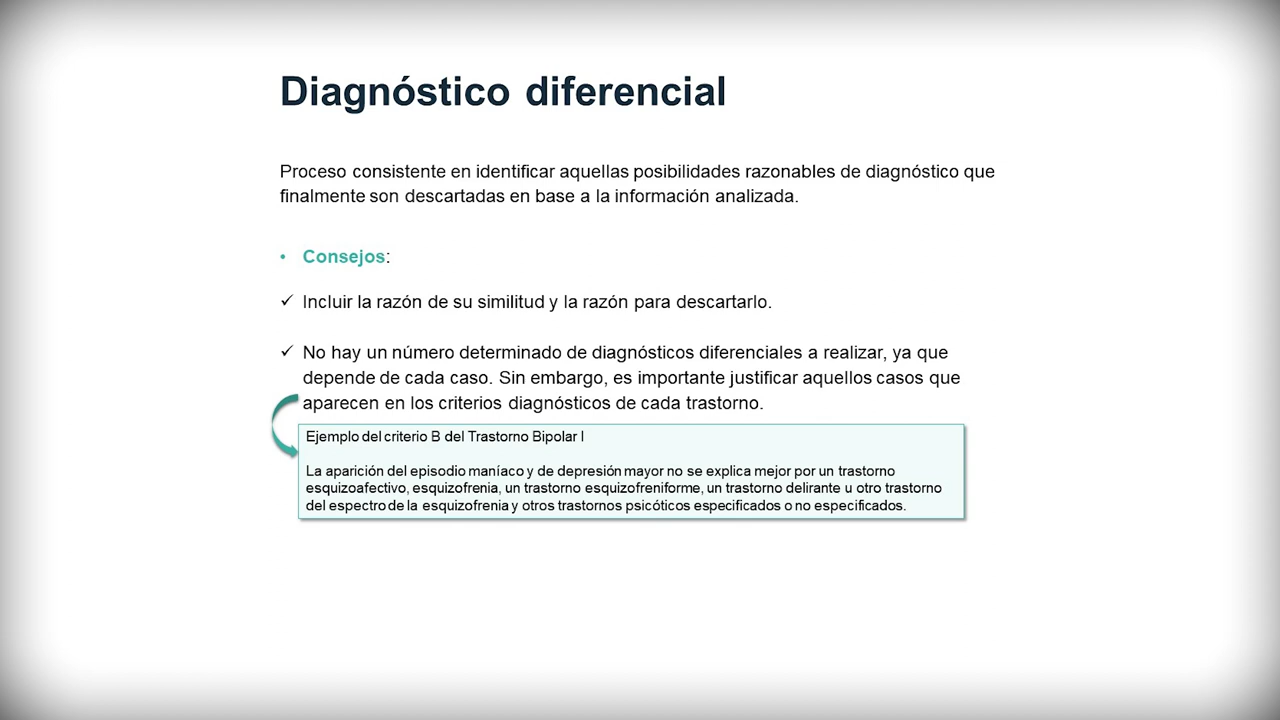 Diagnóstico diferencial
Proceso consistente en identificar aquellas posibilidades razonables de diagnóstico que
finalmente son descartadas en base a la información analizada.
• Consejos:
✓ Incluir la razón de su similitud y la razón para descartarlo.
✓ No hay un número determinado de diagnósticos diferenciales a realizar, ya que
depende de cada caso. Sin embargo, es importante justificar aquellos casos que
aparecen en los criterios diagnósticos de cada trastorno.
Ejemplo del criterio B del Trastorno Bipolar I
La aparición del episodio maníaco y de depresión mayor no se explica mejor por un trastorno
esquizoafectivo, esquizofrenia, un trastorno esquizofreniforme, un trastorno delirante u otro trastorno
del espectro de la esquizofrenia y otros trastornos psicóticos especificados o no especificados.